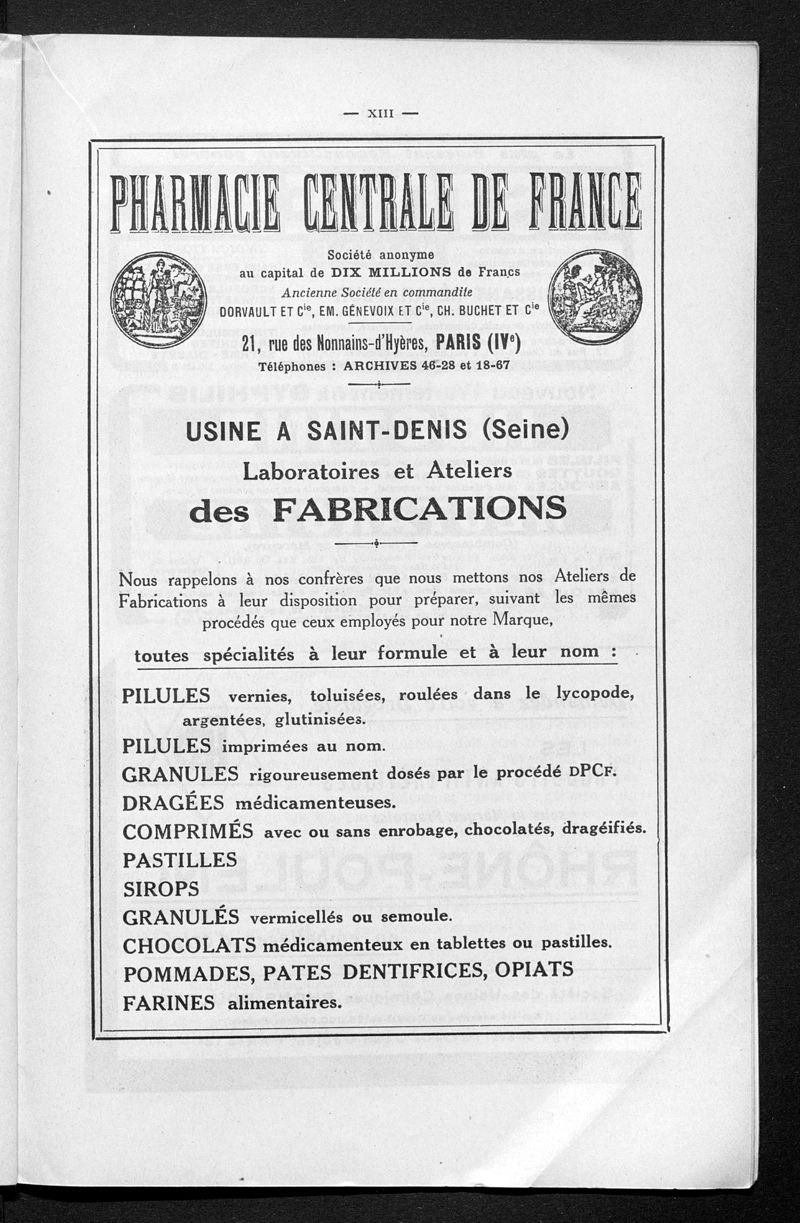 — XIII —
PHARMACIE CENTRALE DE FRANCE
Société anonyme
au capital de DIX MILLIONS de Francs
Ancienne Société en commandite
DORVAULT ET Cie, EM. GÉNEVOIX ET Cie, CH. BUCHET ET Cie
21, rue des Nonnains-d'Hyères, PARIS (IVe)
Téléphones : ARCHIVES 46-28 et 18-67
USINE A SAINT-DENIS (Seine)
Laboratoires et Ateliers
des FABRICATIONS
Nous rappelons à nos confrères que nous mettons nos Ateliers de
Fabrications à leur disposition pour préparer, suivant les mêmes
procédés que ceux employés pour notre Marque,
toutes spécialités à leur formule et à leur nom :
PILULES vernies, toluisées, roulées dans le lycopode,
argentées, glutinisées.
PILULES imprimées au nom.
GRANULES rigoureusement dosés par le procédé DPCF.
DRAGÉES médicamenteuses.
COMPRIMÉS avec ou sans enrobage, chocolatés, dragéifiés.
PASTILLES
SIROPS
GRANULÉS vermicellés ou semoule.
CHOCOLATS médicamenteux en tablettes ou pastilles.
POMMADES, PATES DENTIFRICES, OPIATS
FARINES alimentaires.